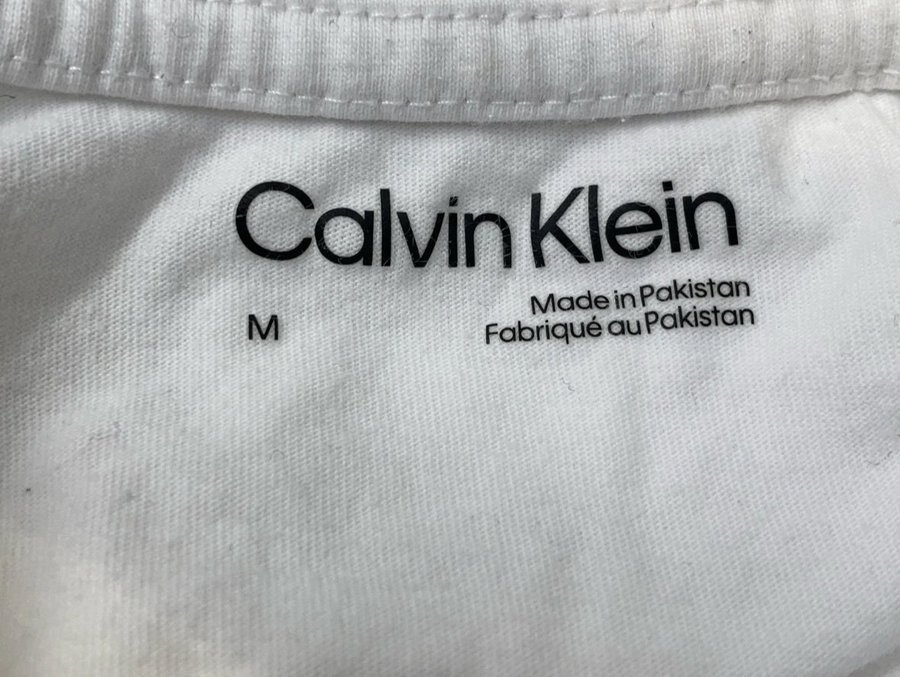 Calvin Klein
M
Made in Pakistan
Fabriqué au Pakistan